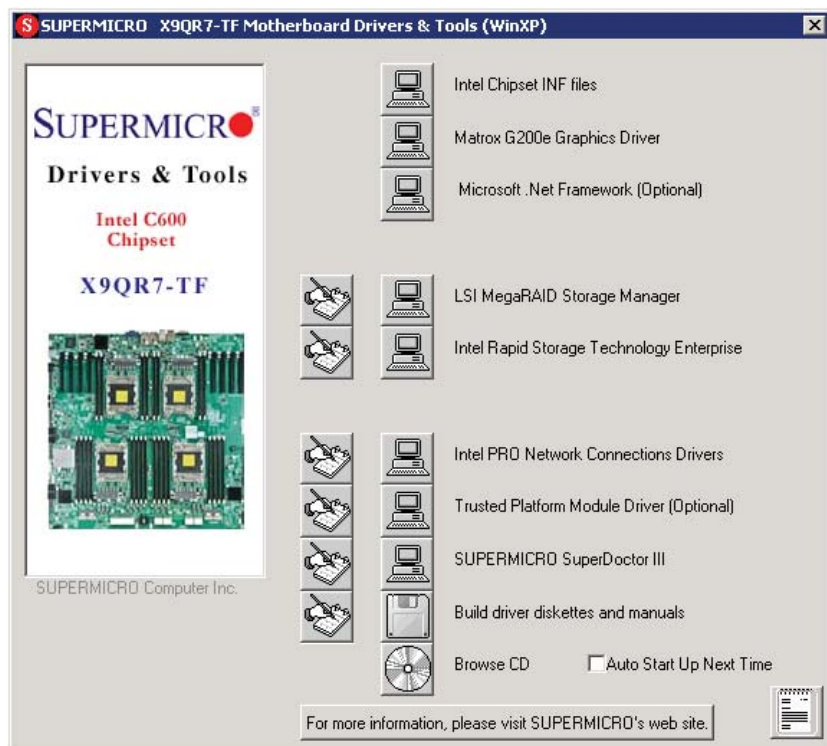 SUPERMICRO X9QR7-TF Motherboard Drivers & Tools (WinXP)
SUPERMICRO®
Drivers & Tools
Intel C600
Chipset
X9QR7-TF
SUPERMICRO Computer Inc.
Intel Chipset INF files
Matrox G200e Graphics Driver
Microsoft .Net Framework (Optional)
LSI MegaRAID Storage Manager
Intel Rapid Storage Technology Enterprise
Intel PRO Network Connections Drivers
Trusted Platform Module Driver (Optional)
SUPERMICRO SuperDoctor III
Build driver diskettes and manuals
Browse CD
Auto Start Up Next Time
For more information, please visit SUPERMICRO's web site.